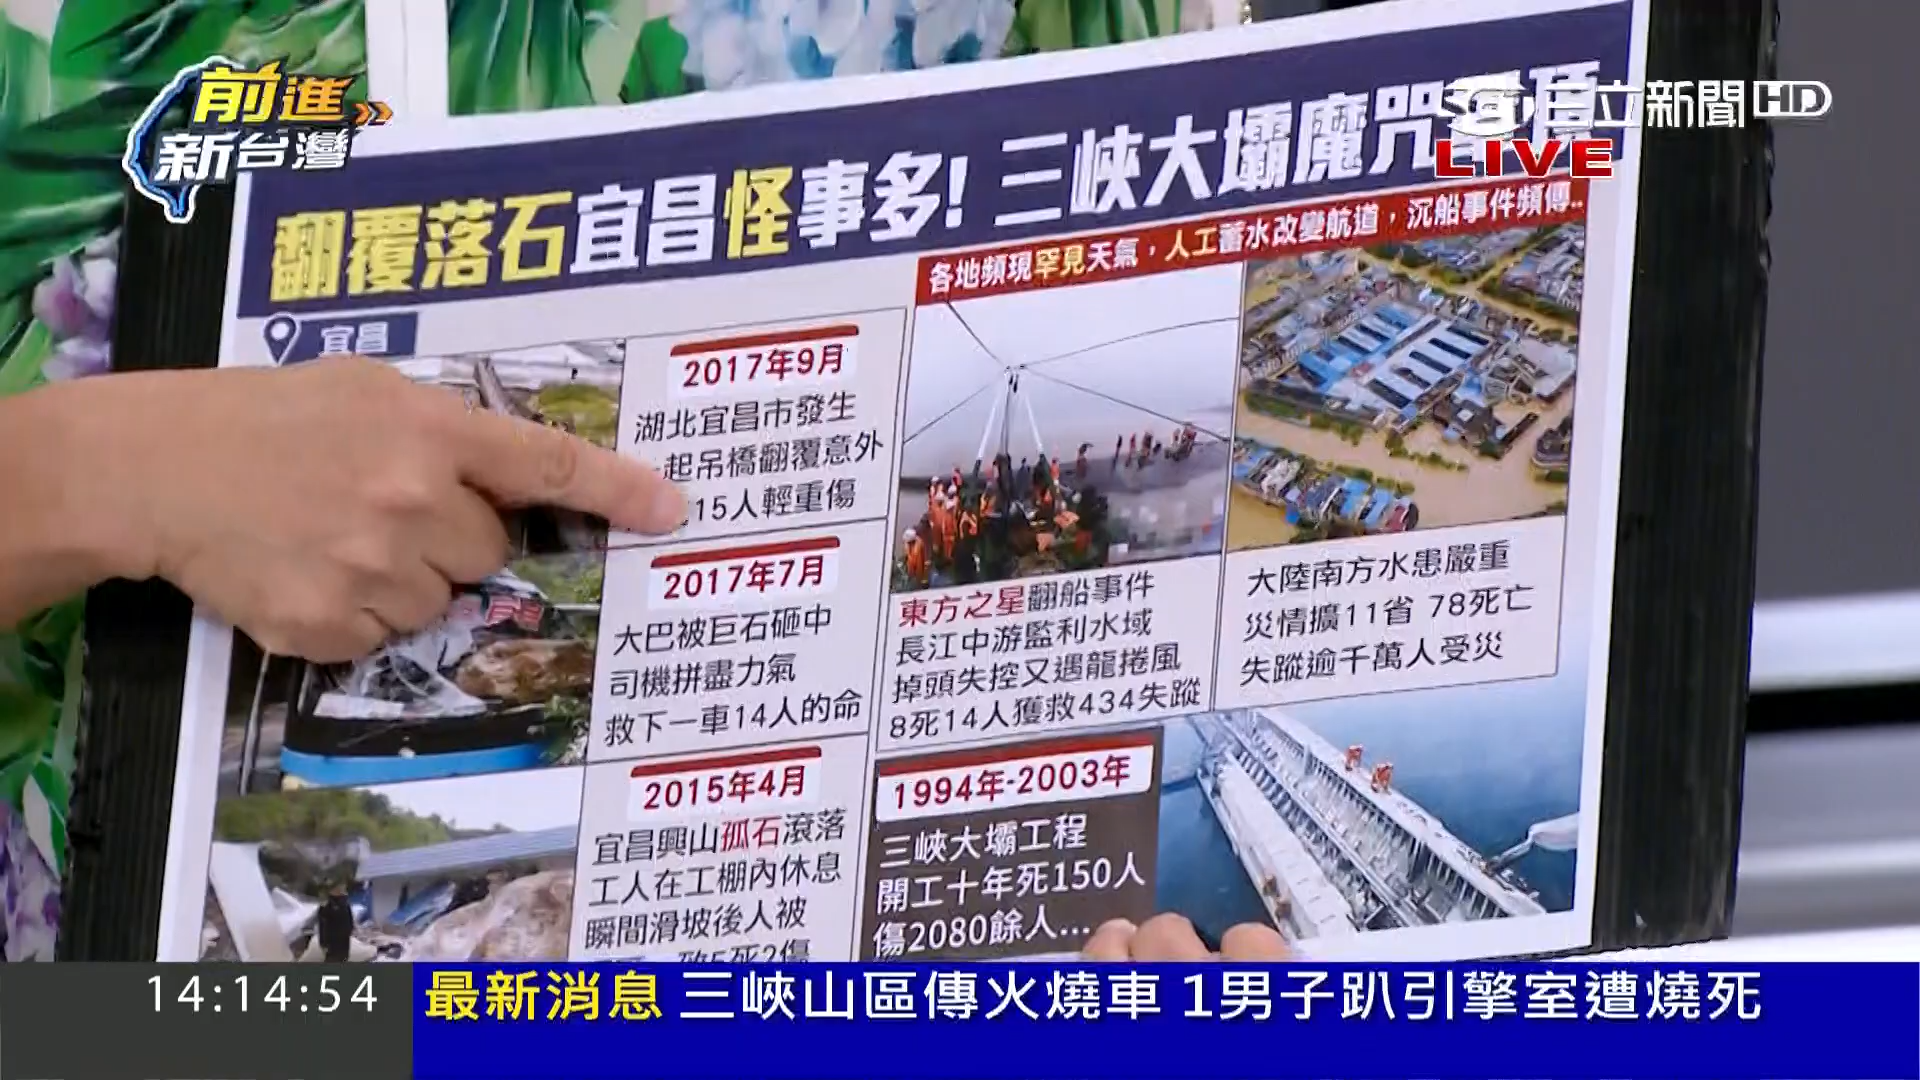 前進
新台灣
三立新聞HD
LIVE
翻覆落石宜昌怪事多! 三峽大壩魔咒
各地頻現罕見天氣，人工蓄水改變航道，沉船事件頻傳..
宜昌
2017年9月
湖北宜昌市發生
起吊橋翻覆意外
15人輕重傷
2017年7月
大巴被巨石砸中
司機拼盡力氣
救下一車14人的命
2015年4月
宜昌興山孤石滾落
工人在工棚內休息
瞬間滑坡後人被
致5死2傷
東方之星翻船事件
長江中游監利水域
掉頭失控又遇龍捲風
8死14人獲救434失蹤
大陸南方水患嚴重
災情擴11省 78死亡
失蹤逾千萬人受災
1994年-2003年
三峽大壩工程
開工十年死150人
傷2080餘人...
14:14:54
最新消息 三峽山區傳火燒車 1男子趴引擎室遭燒死